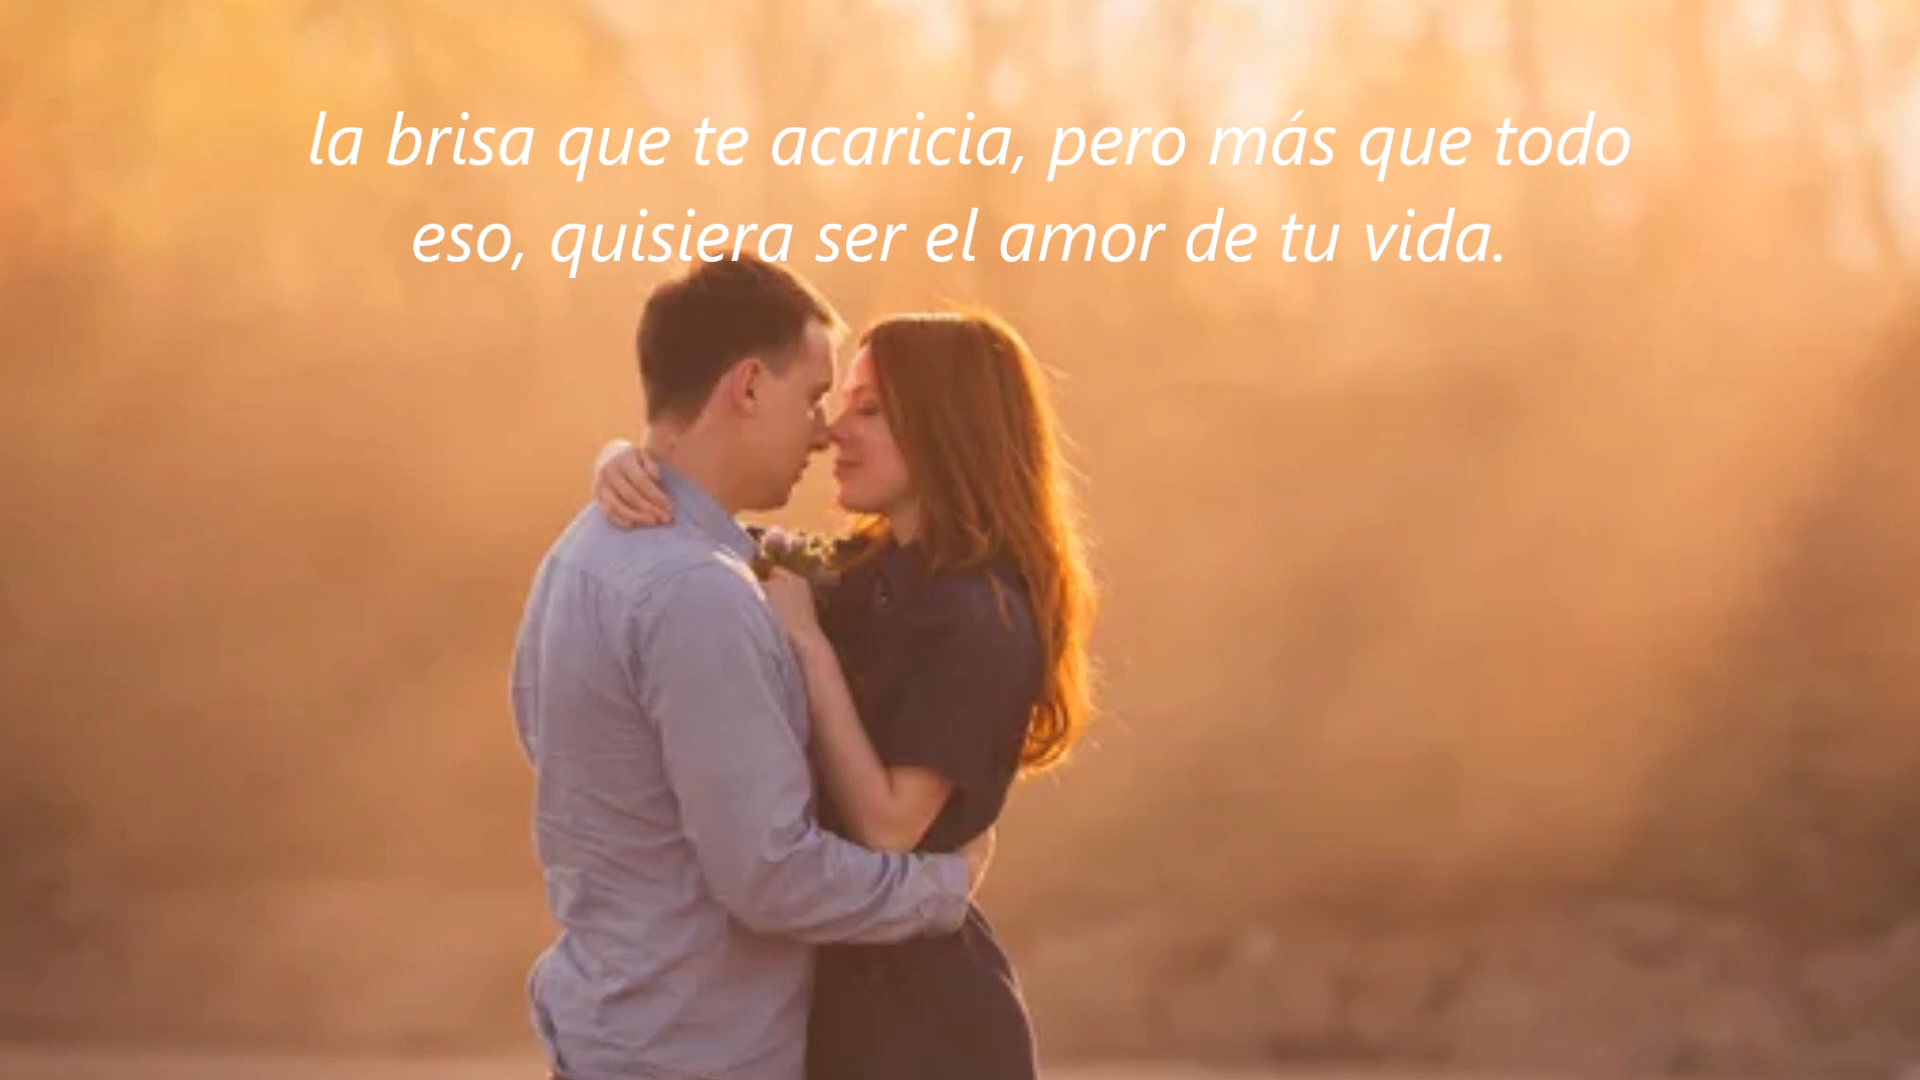 la brisa que te acaricia, pero más que todo
eso, quisiera ser el amor de tu vida.